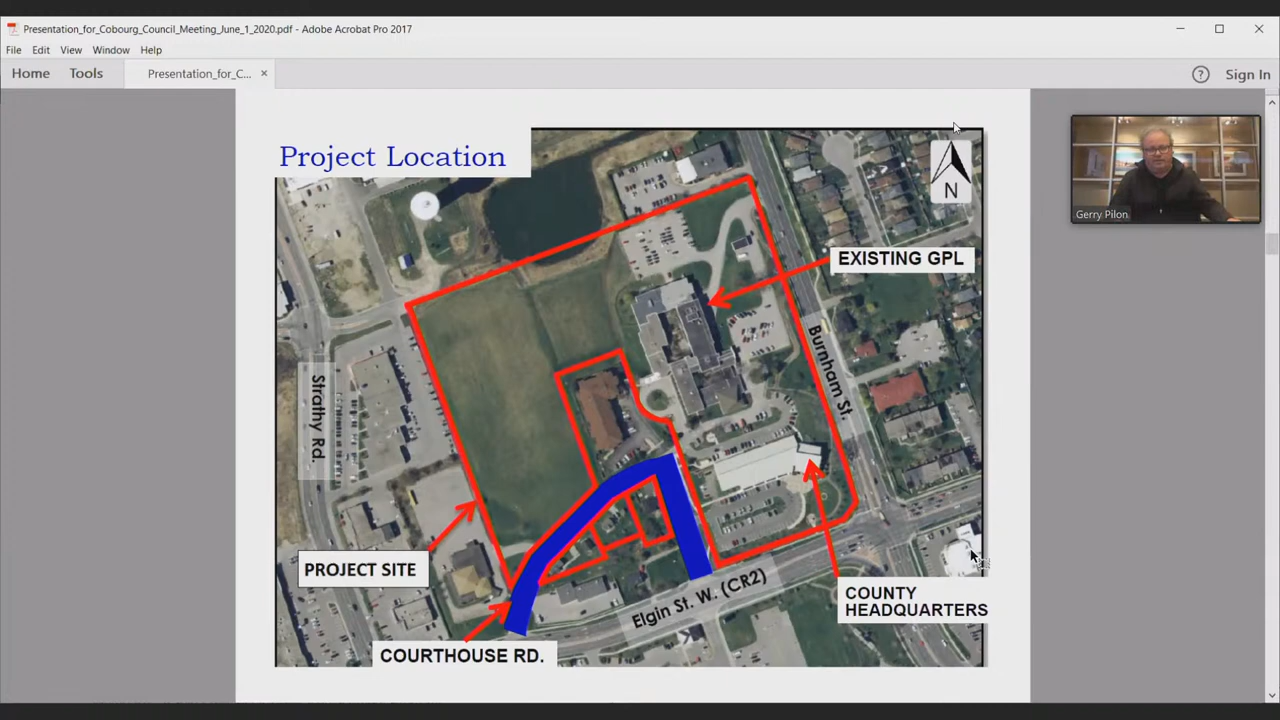 Presentation_for_Cobourg_Council_Meeting_June_1_2020.pdf - Adobe Acrobat Pro 2017
File Edit View Window Help
Home Tools Presentation_for_C... × ? Sign In
Project Location
N
Gerry Pilon
EXISTING GPL
Burnham St.
Strathy Rd.
PROJECT SITE
Elgin St. W. (CR2)
COUNTY
HEADQUARTERS
COURTHOUSE RD.